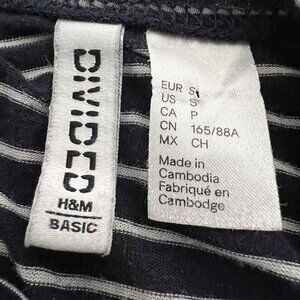 DIVIDED
H&M
BASIC
EUR S
US S
CA P
CN 165/88A
MX CH
Made in
Cambodia
Fabriqué en
Cambodge